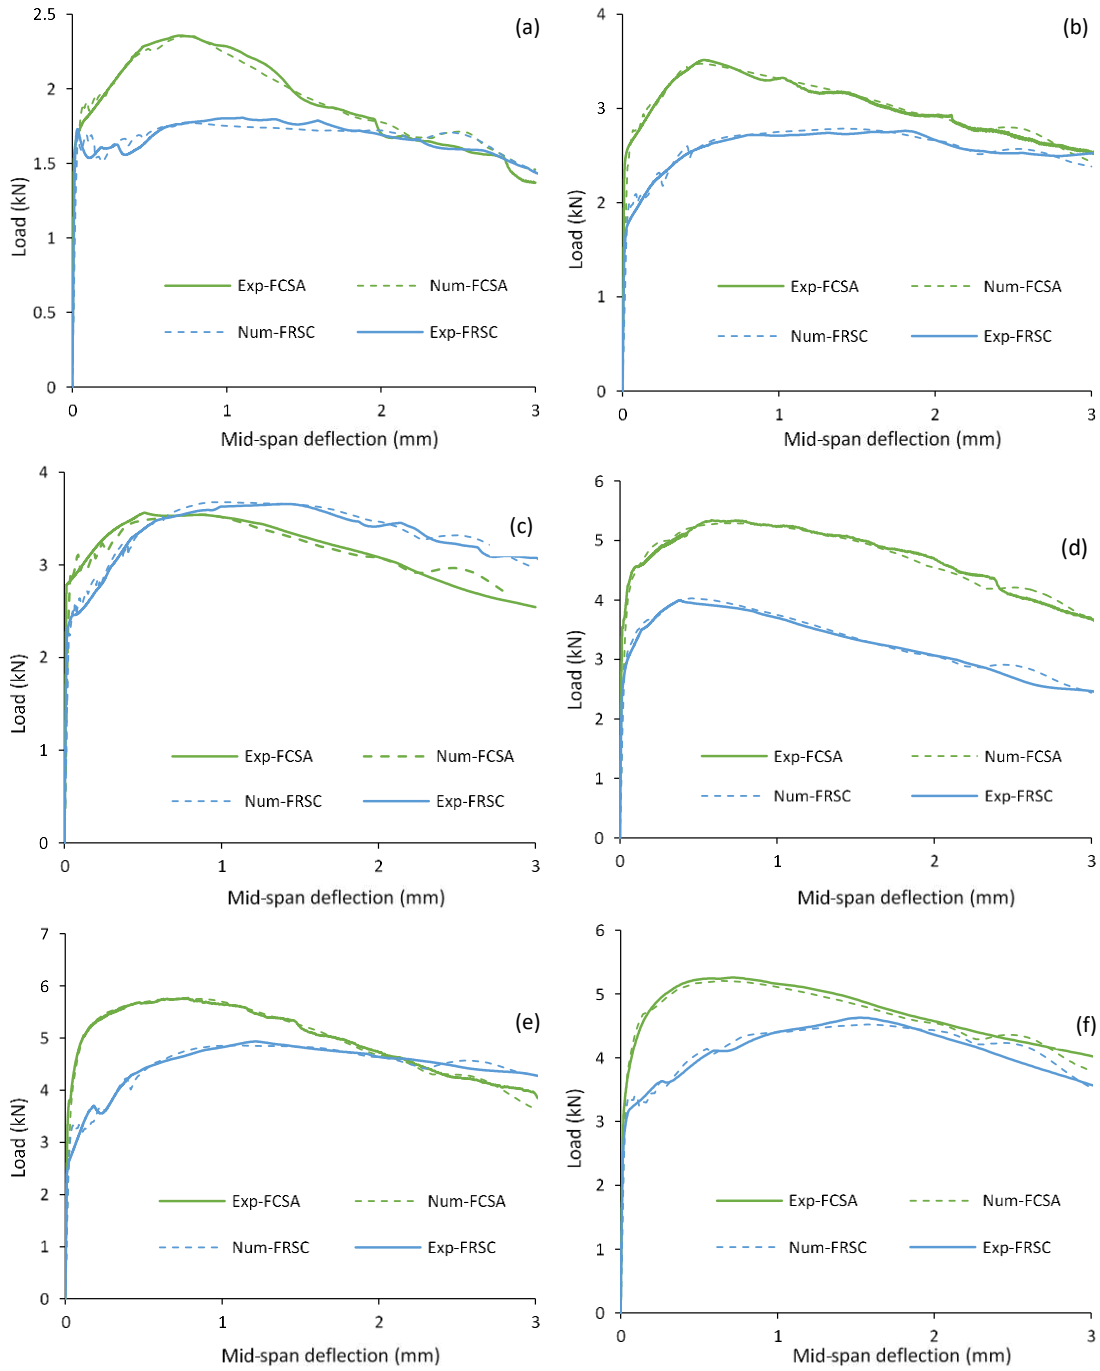 (a)
2.5
2
1.5
1
0.5
0
Load (kN)
Exp-FCSA Num-FCSA
Num-FRSC Exp-FRSC
0 1 2 3
Mid-span deflection (mm)
(b)
4
3
2
1
0
Load (kN)
Exp-FCSA Num-FCSA
Num-FRSC Exp-FRSC
0 1 2 3
Mid-span deflection (mm)
(c)
4
3
2
1
0
Load (kN)
Exp-FCSA Num-FCSA
Num-FRSC Exp-FRSC
0 1 2 3
Mid-span deflection (mm)
(d)
6
5
4
3
2
1
0
Load (kN)
Exp-FCSA Num-FCSA
Num-FRSC Exp-FRSC
0 1 2 3
Mid-span deflection (mm)
(e)
7
6
5
4
3
2
1
0
Load (kN)
Exp-FCSA Num-FCSA
Num-FRSC Exp-FRSC
0 1 2 3
Mid-span deflection (mm)
(f)
6
5
4
3
2
1
0
Load (kN)
Exp-FCSA Num-FCSA
Num-FRSC Exp-FRSC
0 1 2 3
Mid-span deflection (mm)